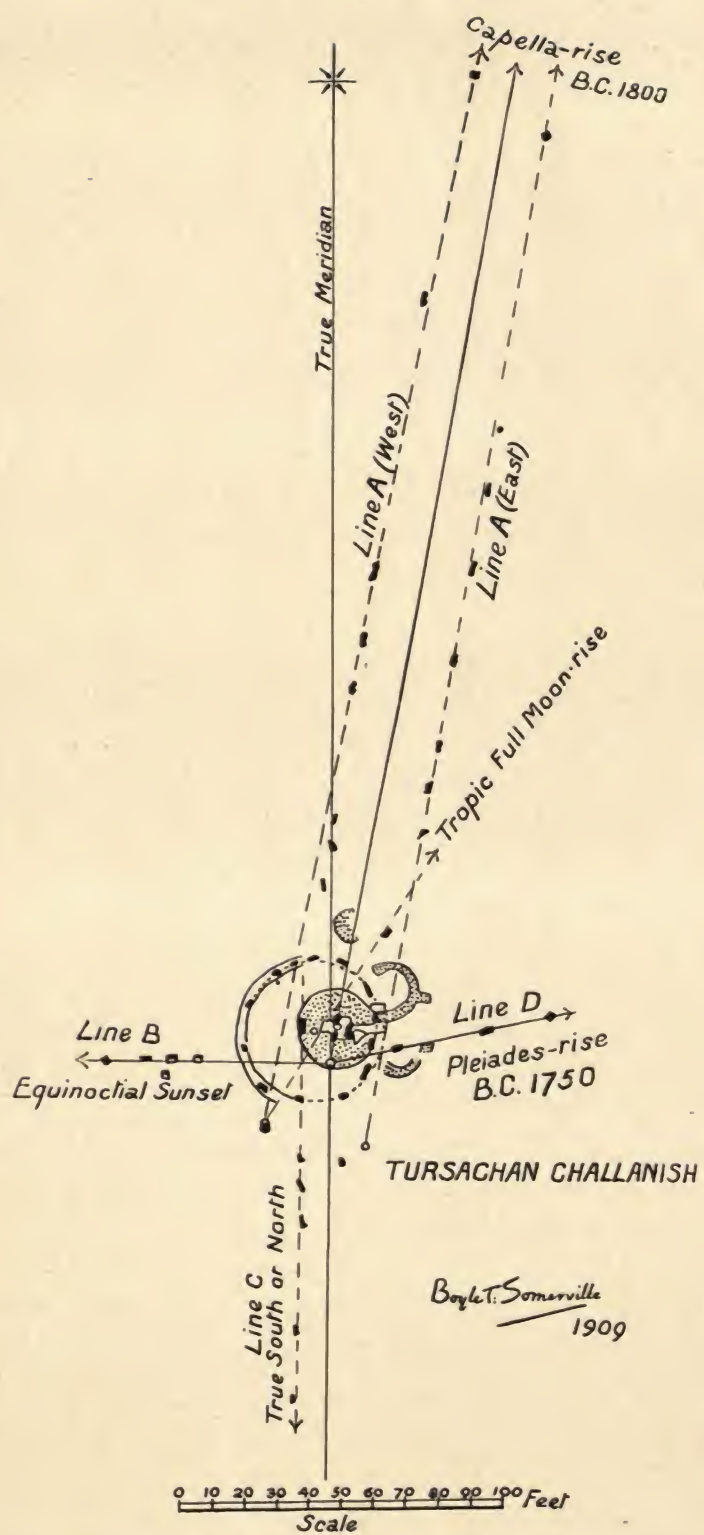 Capella-rise
B.C. 1800
True Meridian
Line A (West)
Line A (East)
Tropic Full Moon-rise
Line B
Equinoctial Sunset
Line D
Pleiades-rise
B.C. 1750
TURSACHAN CHALLANISH
Line C
True South or North
Boyle T. Somerville
1909
0 10 20 30 40 50 60 70 80 90 100 Feet
Scale